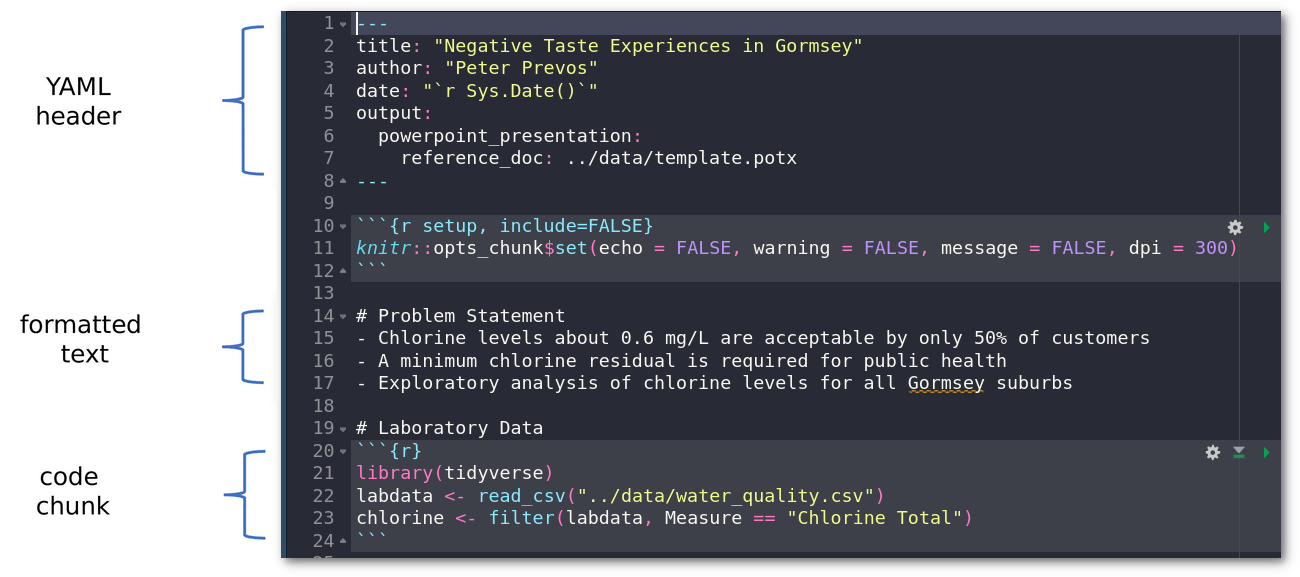 YAML
header
formatted
text
code
chunk
1 ---
2 title: "Negative Taste Experiences in Gormsey"
3 author: "Peter Prevos"
4 date: "`r Sys.Date()`"
5 output:
6   powerpoint_presentation:
7     reference_doc: ../data/template.potx
8 ---
9
10 ```{r setup, include=FALSE}
11 knitr::opts_chunk$set(echo = FALSE, warning = FALSE, message = FALSE, dpi = 300)
12 ```
13
14 # Problem Statement
15 - Chlorine levels about 0.6 mg/L are acceptable by only 50% of customers
16 - A minimum chlorine residual is required for public health
17 - Exploratory analysis of chlorine levels for all Gormsey suburbs
18
19 # Laboratory Data
20 ```{r}
21 library(tidyverse)
22 labdata <- read_csv("../data/water_quality.csv")
23 chlorine <- filter(labdata, Measure == "Chlorine Total")
24 ```